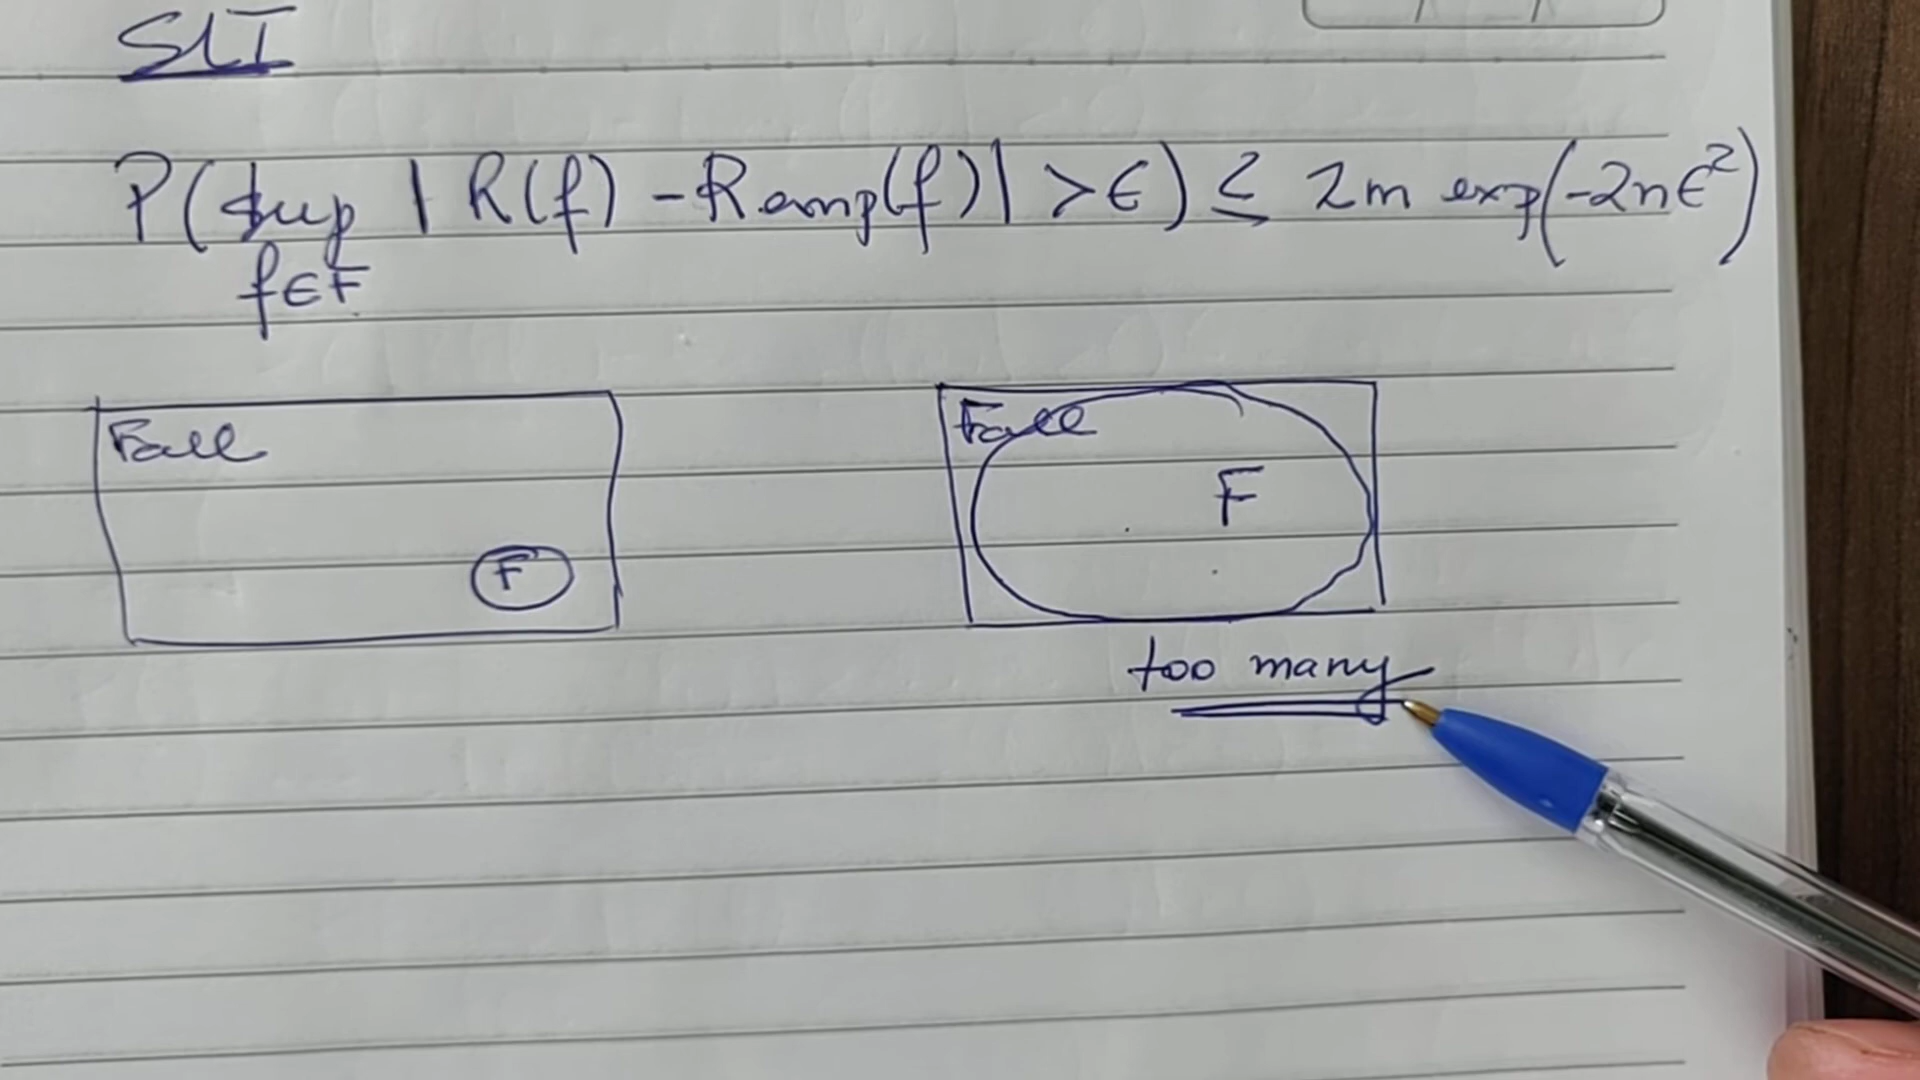 SLT
P(sup | R(f) - Remp(f)| > ϵ) ≤ 2m exp(-2nϵ²)
f∈F
Fall
Fall
F
F
too many